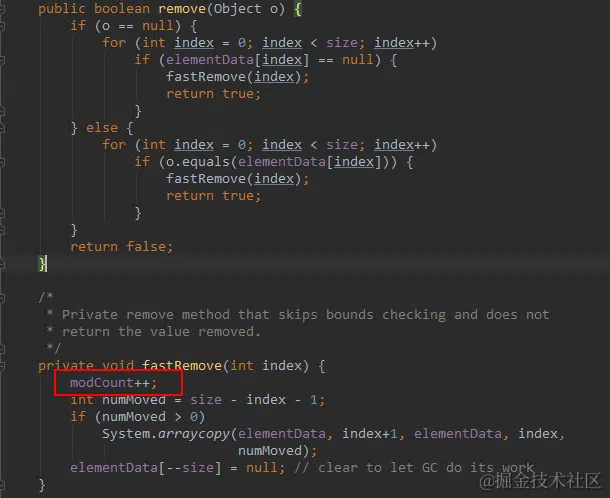 public boolean remove(Object o) {
    if (o == null) {
        for (int index = 0; index < size; index++)
            if (elementData[index] == null) {
                fastRemove(index);
                return true;
            }
    } else {
        for (int index = 0; index < size; index++)
            if (o.equals(elementData[index])) {
                fastRemove(index);
                return true;
            }
    }
    return false;
}
/*
 * Private remove method that skips bounds checking and does not
 * return the value removed.
 */
private void fastRemove(int index) {
    modCount++;
    int numMoved = size - index - 1;
    if (numMoved > 0)
        System.arraycopy(elementData, index+1, elementData, index,
                         numMoved);
    elementData[--size] = null; // clear to let GC do its work
}
@掘金技术社区